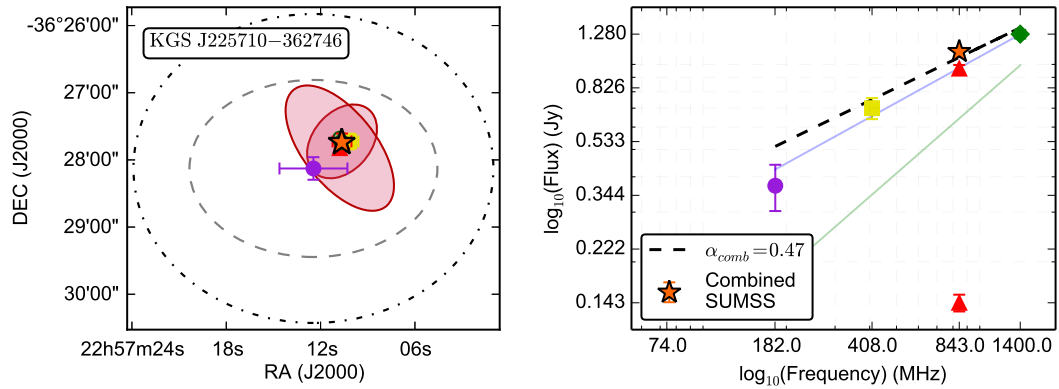 KGS J225710−362746
-36°26'00"
27'00"
28'00"
29'00"
30'00"
DEC (J2000)
22h57m24s 18s 12s 06s
RA (J2000)
1.280
0.826
0.533
0.344
0.222
0.143
log10(Flux) (Jy)
αcomb=0.47
Combined
SUMSS
74.0 182.0 408.0 843.0 1400.0
log10(Frequency) (MHz)